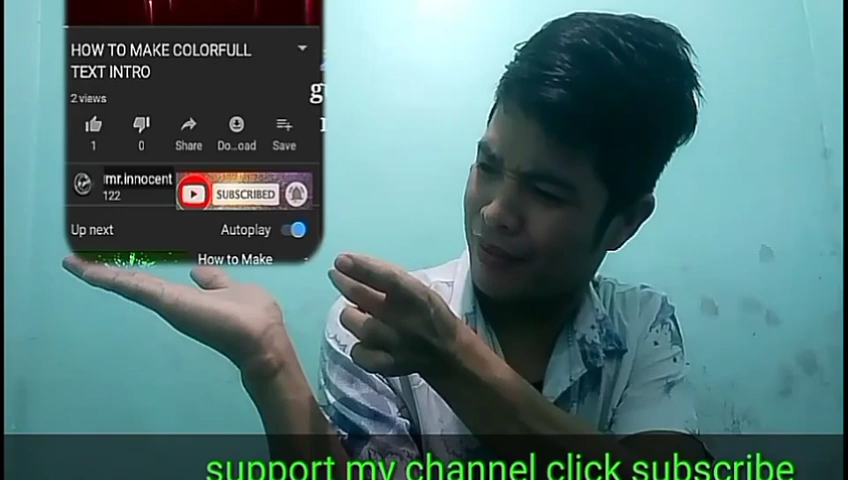 HOW TO MAKE COLORFULL
TEXT INTRO
2 views
1
0
Share
Do...oad
Save
mr.innocent
122
SUBSCRIBED
Up next
Autoplay
How to Make
support my channel click subscribe